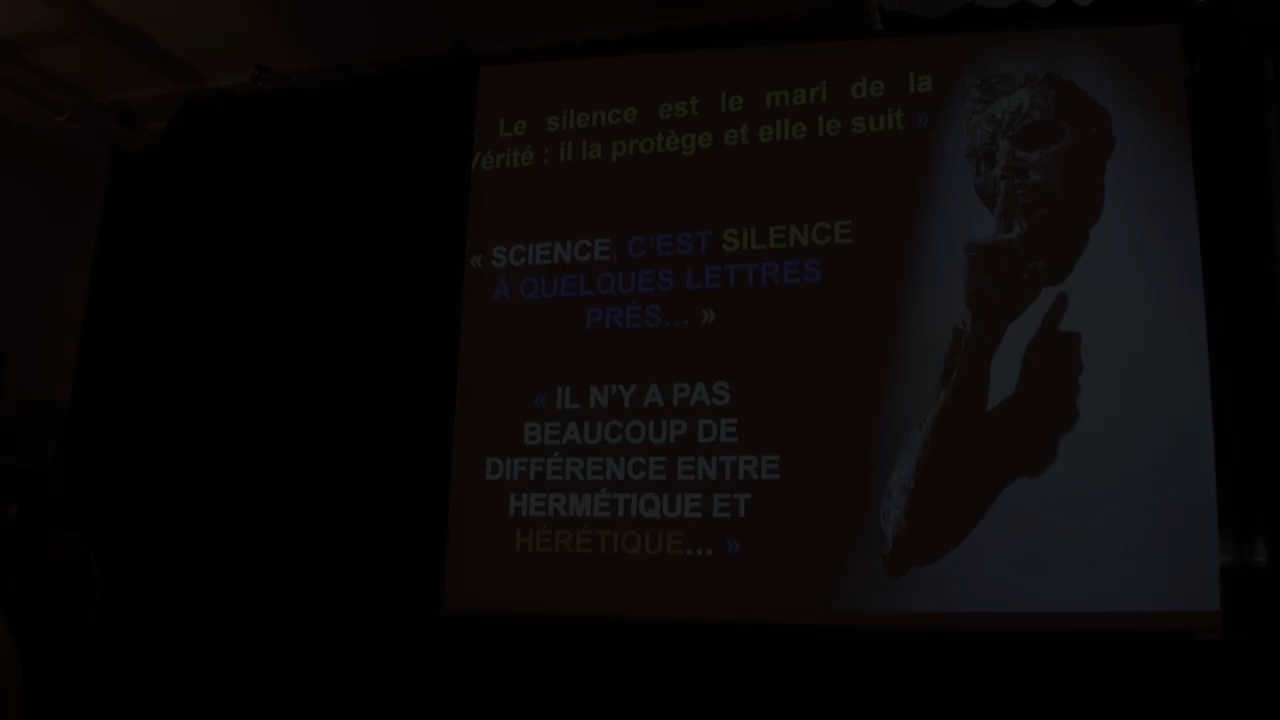 Le silence est le mari de la
Vérité : il la protège et elle le suit »
« SCIENCE, C'EST SILENCE
À QUELQUES LETTRES
PRÈS... »
« IL N'Y A PAS
BEAUCOUP DE
DIFFÉRENCE ENTRE
HERMÉTIQUE ET
HÉRÉTIQUE... »